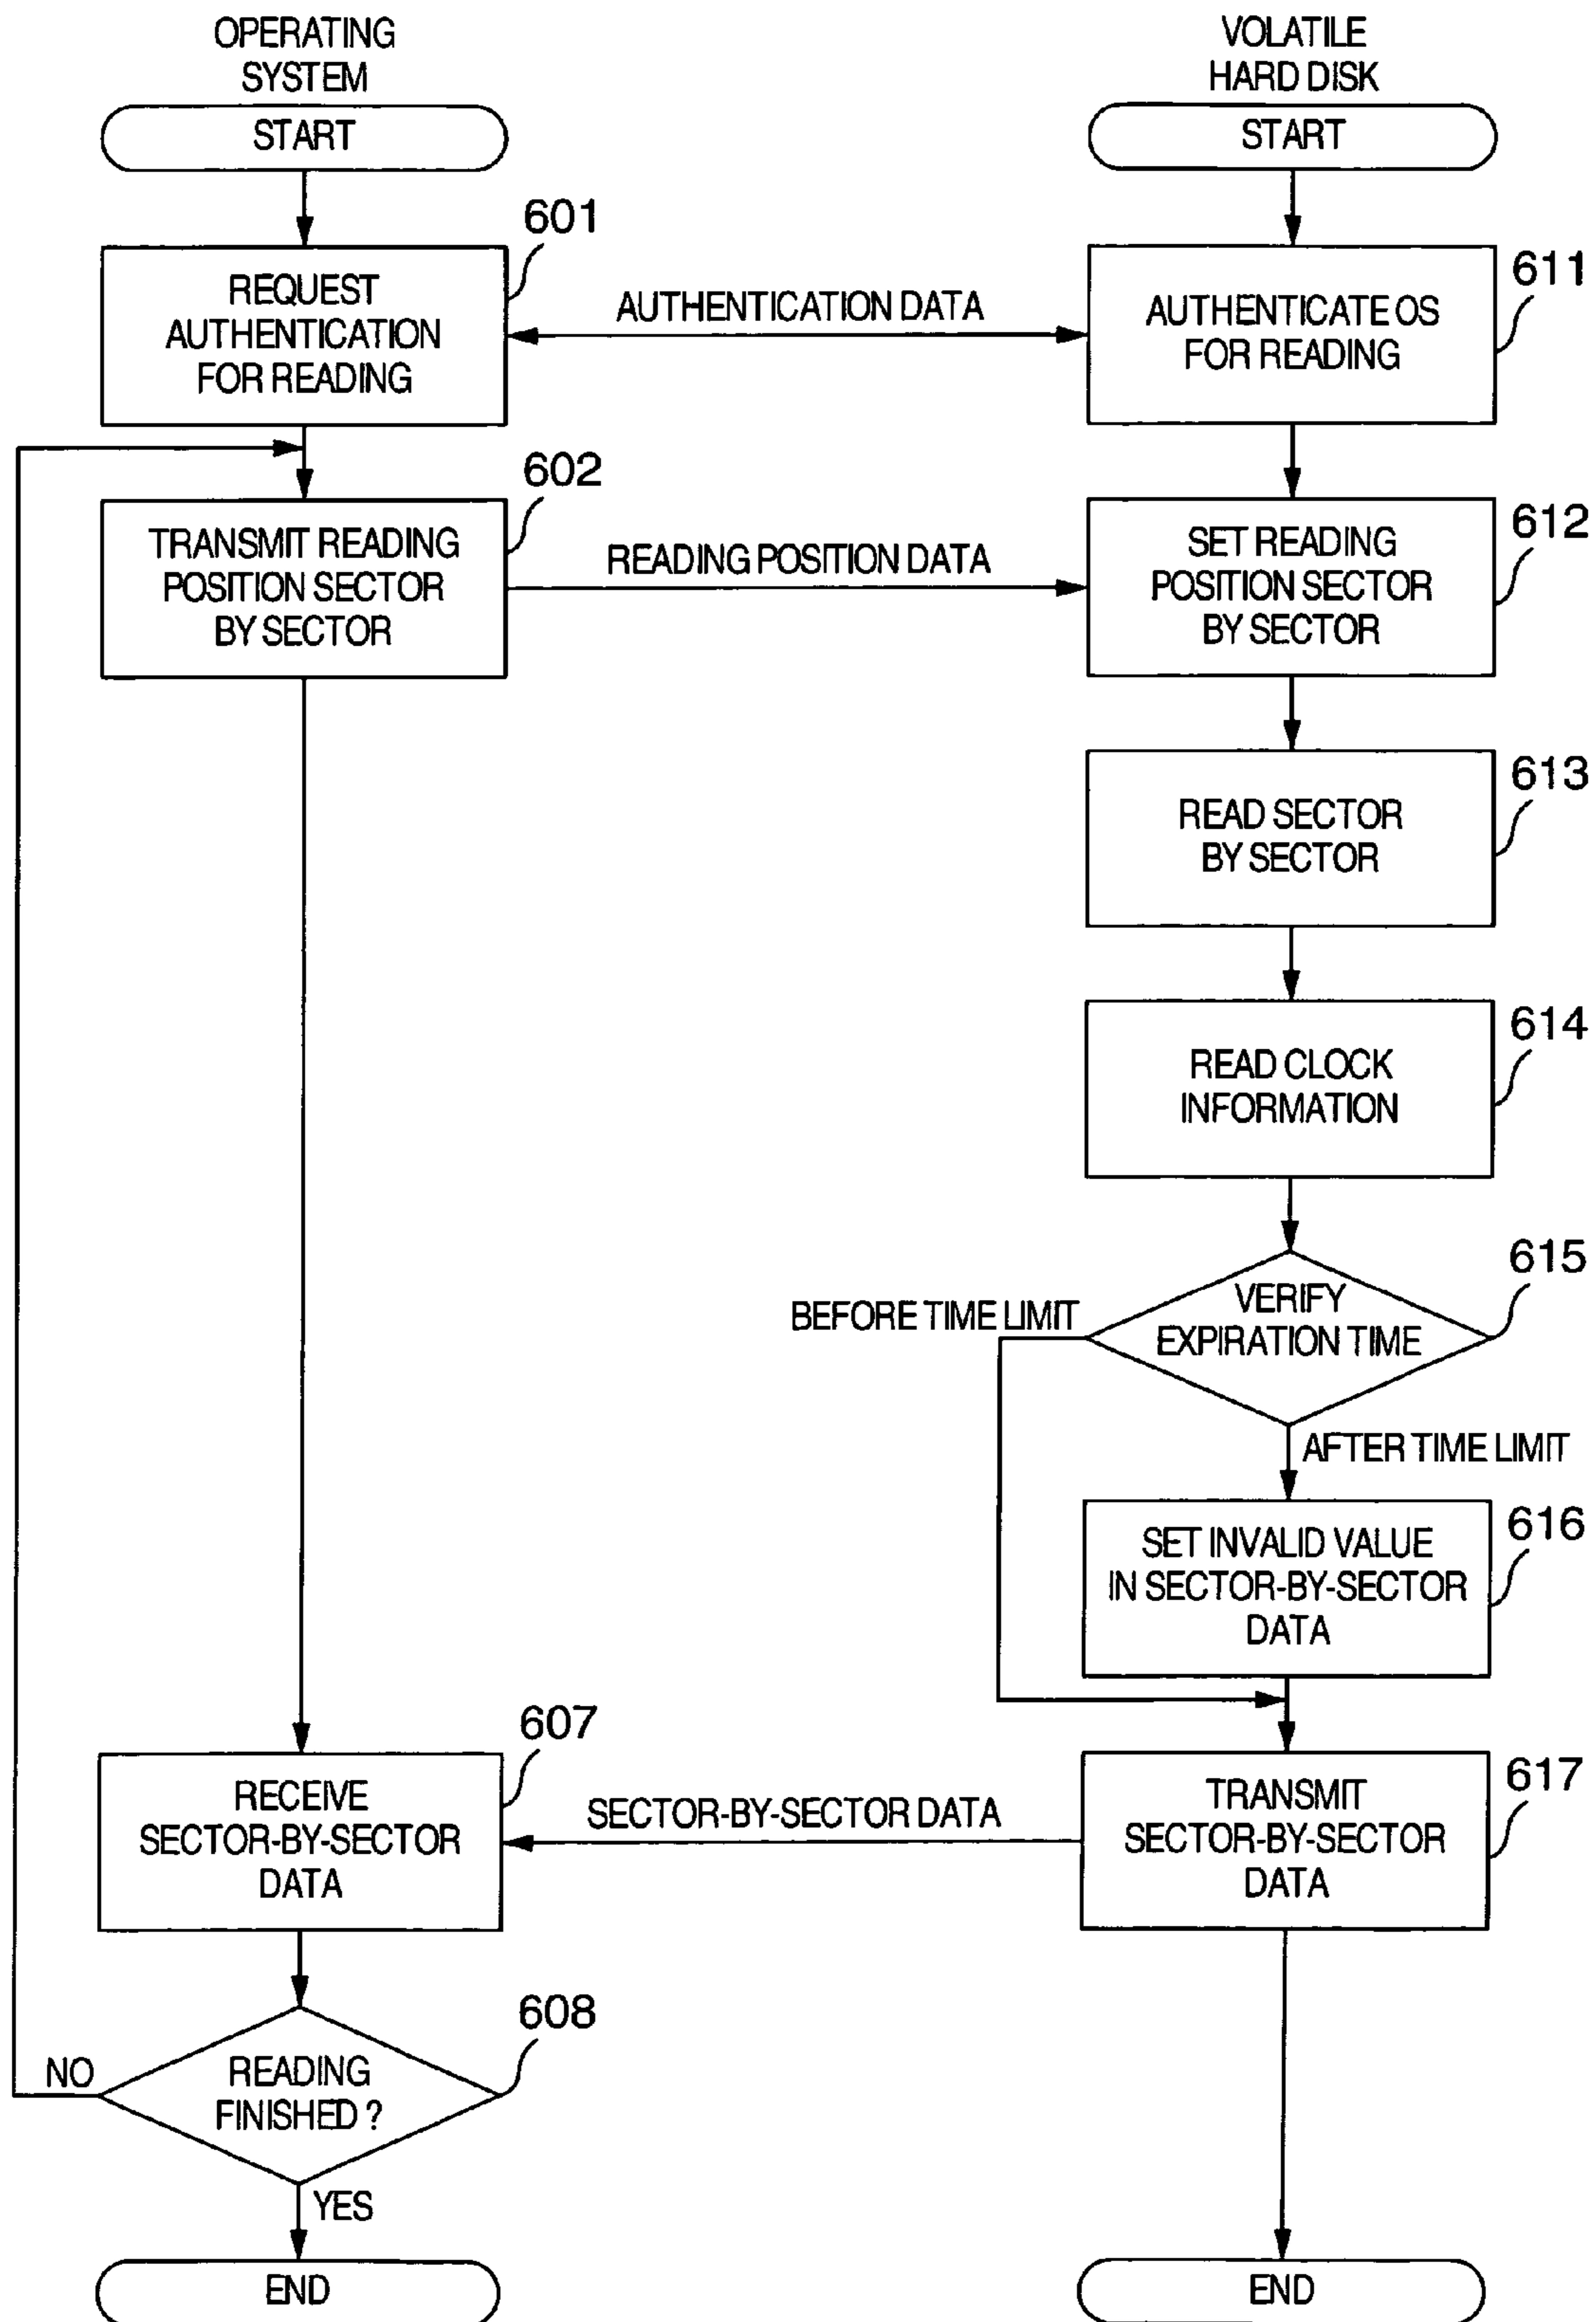 OPERATING
SYSTEM
VOLATILE
HARD DISK
START
START
601
611
REQUEST
AUTHENTICATION
FOR READING
AUTHENTICATION DATA
AUTHENTICATE OS
FOR READING
602
612
TRANSMIT READING
POSITION SECTOR
BY SECTOR
READING POSITION DATA
SET READING
POSITION SECTOR
BY SECTOR
613
READ SECTOR
BY SECTOR
614
READ CLOCK
INFORMATION
615
BEFORE TIME LIMIT
VERIFY
EXPIRATION TIME
AFTER TIME LIMIT
616
SET INVALID VALUE
IN SECTOR-BY-SECTOR
DATA
607
617
RECEIVE
SECTOR-BY-SECTOR
DATA
SECTOR-BY-SECTOR DATA
TRANSMIT
SECTOR-BY-SECTOR
DATA
608
NO
READING
FINISHED ?
YES
END
END